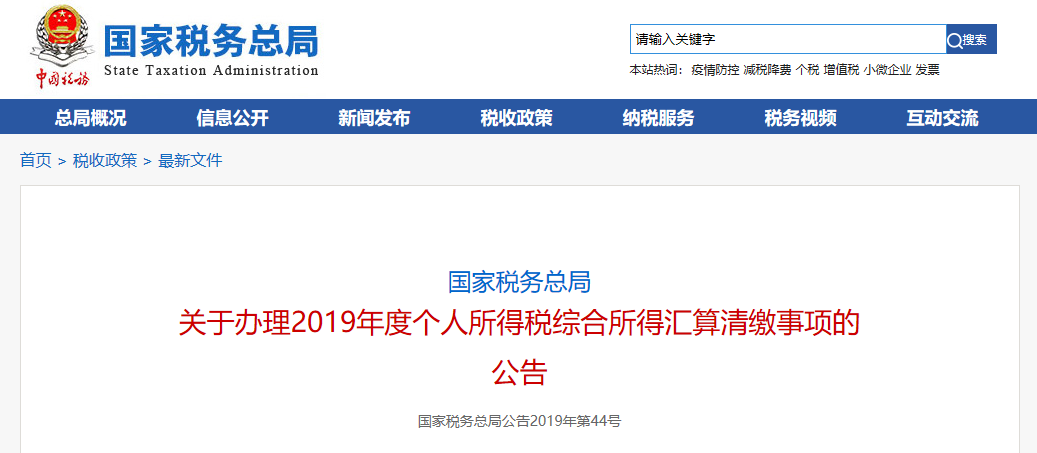 国家税务总局
State Taxation Administration
中国税务
请输入关键字
搜索
本站热词: 疫情防控 减税降费 个税 增值税 小微企业 发票
总局概况 信息公开 新闻发布 税收政策 纳税服务 税务视频 互动交流
首页 > 税收政策 > 最新文件
国家税务总局
关于办理2019年度个人所得税综合所得汇算清缴事项的
公告
国家税务总局公告2019年第44号